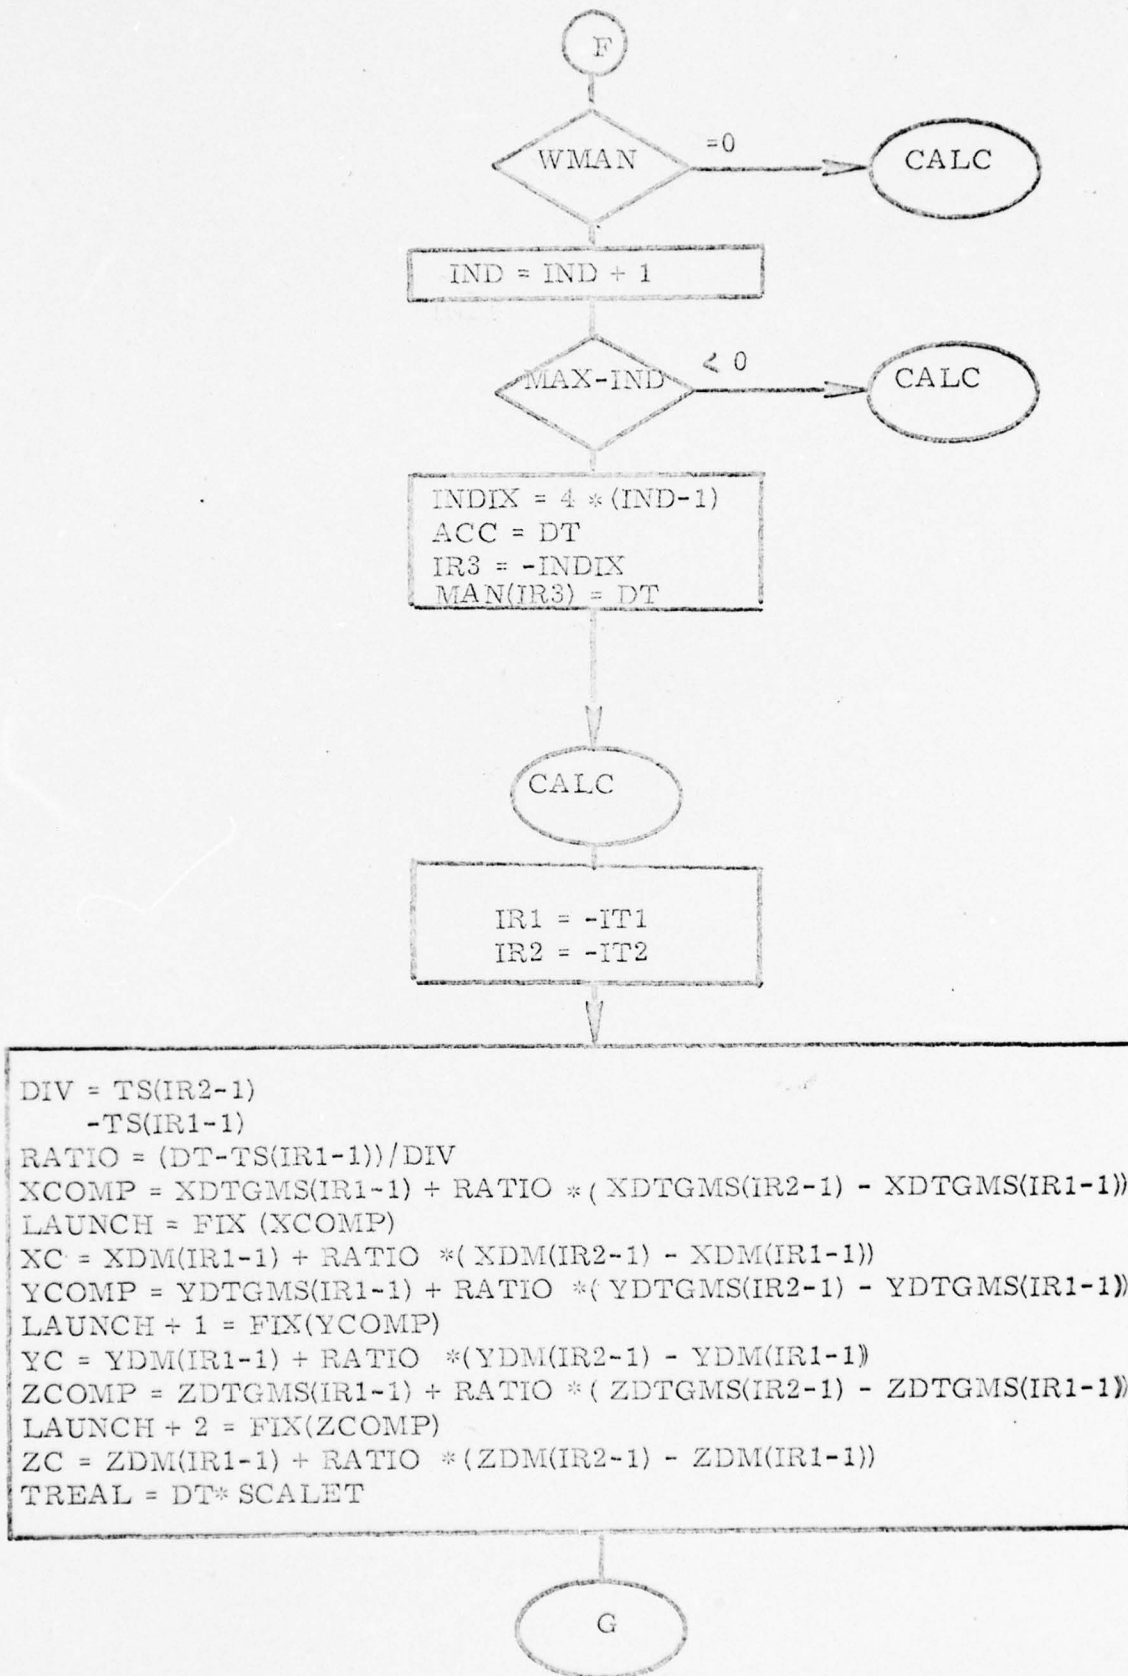 F
WMAN
=0
CALC
IND = IND + 1
MAX-IND
< 0
CALC
INDIX = 4 * (IND-1)
ACC = DT
IR3 = -INDIX
MAN(IR3) = DT
CALC
IR1 = -IT1
IR2 = -IT2
DIV = TS(IR2-1)
-TS(IR1-1)
RATIO = (DT-TS(IR1-1))/DIV
XCOMP = XDTGMS(IR1-1) + RATIO *( XDTGMS(IR2-1) - XDTGMS(IR1-1))
LAUNCH = FIX (XCOMP)
XC = XDM(IR1-1) + RATIO *( XDM(IR2-1) - XDM(IR1-1))
YCOMP = YDTGMS(IR1-1) + RATIO *( YDTGMS(IR2-1) - YDTGMS(IR1-1))
LAUNCH + 1 = FIX(YCOMP)
YC = YDM(IR1-1) + RATIO *(YDM(IR2-1) - YDM(IR1-1))
ZCOMP = ZDTGMS(IR1-1) + RATIO *( ZDTGMS(IR2-1) - ZDTGMS(IR1-1))
LAUNCH + 2 = FIX(ZCOMP)
ZC = ZDM(IR1-1) + RATIO *(ZDM(IR2-1) - ZDM(IR1-1))
TREAL = DT* SCALET
G